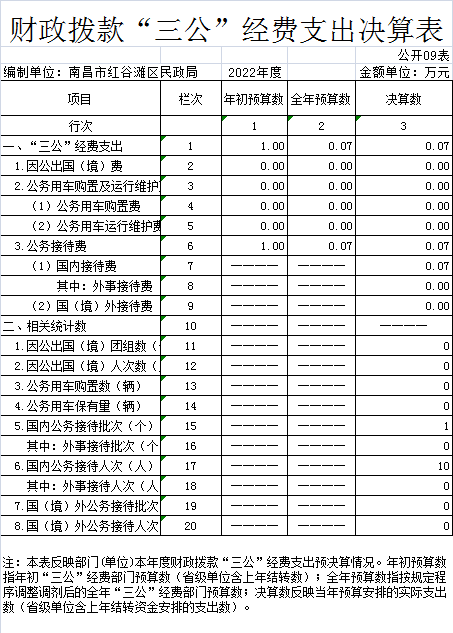 财政拨款“三公”经费支出决算表
公开09表
编制单位：南昌市红谷滩区民政局 2022年度 金额单位：万元
项目 栏次 年初预算数 全年预算数 决算数
行次 1 2 3
一、“三公”经费支出 1 1.00 0.07 0.07
1.因公出国（境）费 2 0.00 0.00 0.00
2.公务用车购置及运行维护 3 0.00 0.00 0.00
（1）公务用车购置费 4 0.00 0.00 0.00
（2）公务用车运行维护费 5 0.00 0.00 0.00
3.公务接待费 6 1.00 0.07 0.07
（1）国内接待费 7 ———— ———— 0.07
其中：外事接待费 8 ———— ———— 0.00
（2）国（境）外接待费 9 ———— ———— 0.00
二、相关统计数 10 ———— ———— ————
1.因公出国（境）团组数（ 11 ———— ———— 0
2.因公出国（境）人次数（ 12 ———— ———— 0
3.公务用车购置数（辆） 13 ———— ———— 0
4.公务用车保有量（辆） 14 ———— ———— 0
5.国内公务接待批次（个） 15 ———— ———— 1
其中：外事接待批次（个 16 ———— ———— 0
6.国内公务接待人次（人） 17 ———— ———— 10
其中：外事接待人次（人 18 ———— ———— 0
7.国（境）外公务接待批次 19 ———— ———— 0
8.国（境）外公务接待人次 20 ———— ———— 0
注：本表反映部门(单位)本年度财政拨款“三公”经费支出预决算情况。年初预算数
指年初“三公”经费部门预算数（省级单位含上年结转数）；全年预算数指按规定程
序调整调剂后的全年“三公”经费部门预算数；决算数反映当年预算安排的实际支出
数（省级单位含上年结转资金安排的支出数）。